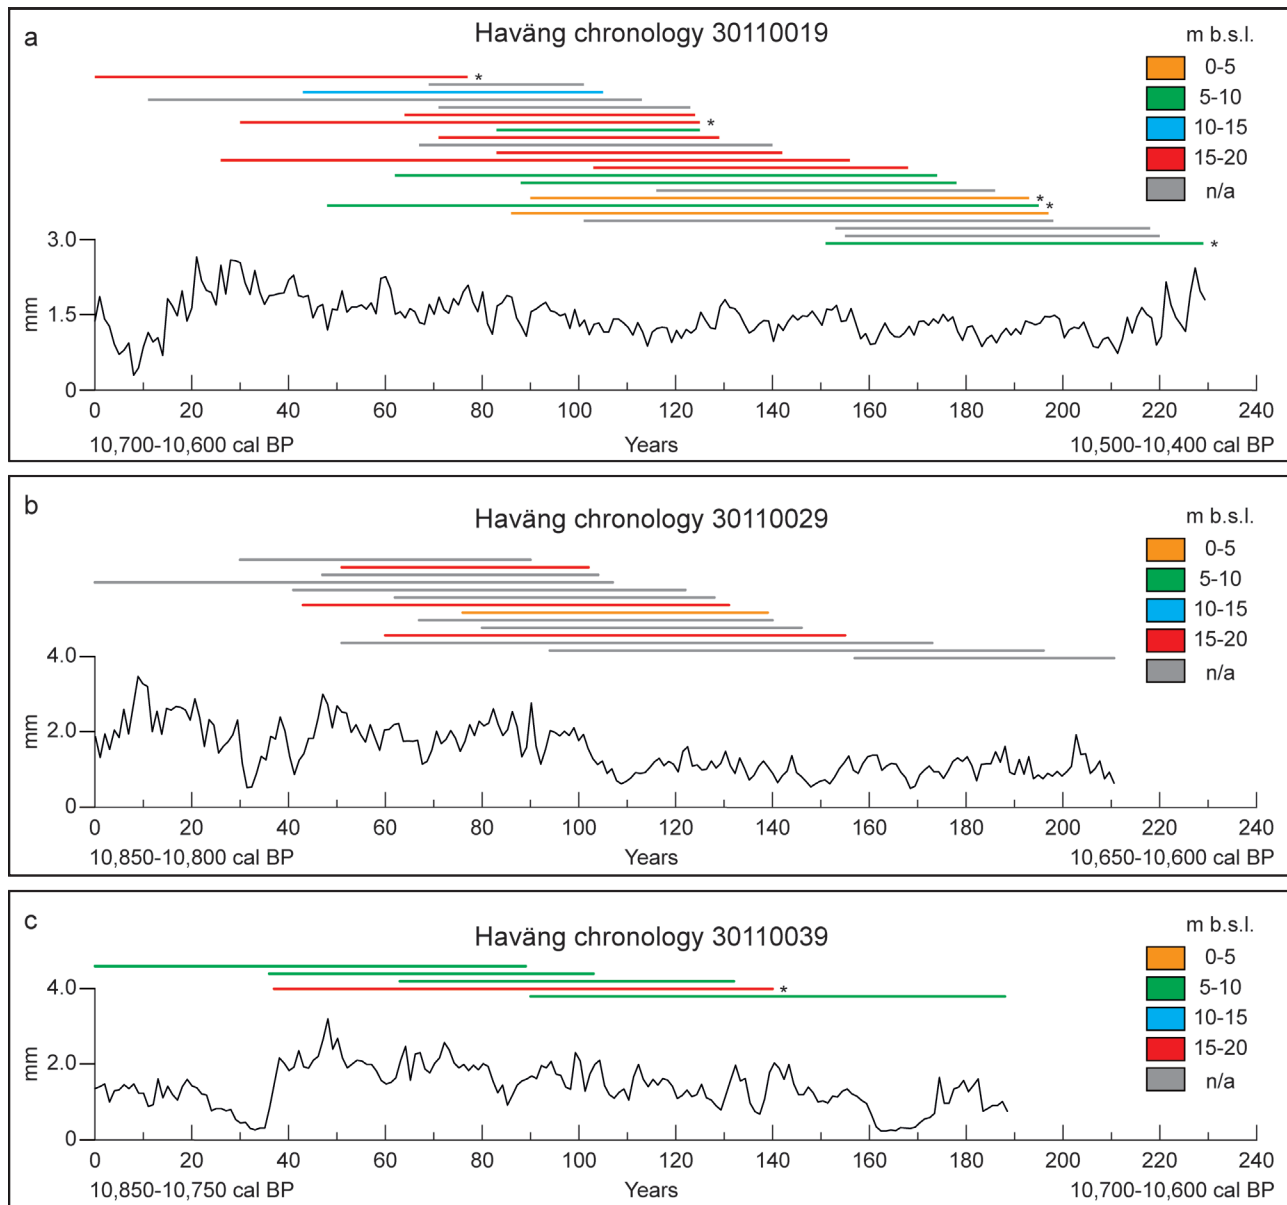 a
Haväng chronology 30110019
m b.s.l.
0-5
5-10
10-15
15-20
n/a
*
*
*
*
*
3.0
1.5
0
mm
0 20 40 60 80 100 120 140 160 180 200 220 240
10,700-10,600 cal BP Years 10,500-10,400 cal BP
b
Haväng chronology 30110029
m b.s.l.
0-5
5-10
10-15
15-20
n/a
4.0
2.0
0
mm
0 20 40 60 80 100 120 140 160 180 200 220 240
10,850-10,800 cal BP Years 10,650-10,600 cal BP
c
Haväng chronology 30110039
m b.s.l.
0-5
5-10
10-15
15-20
n/a
*
4.0
2.0
0
mm
0 20 40 60 80 100 120 140 160 180 200 220 240
10,850-10,750 cal BP Years 10,700-10,600 cal BP